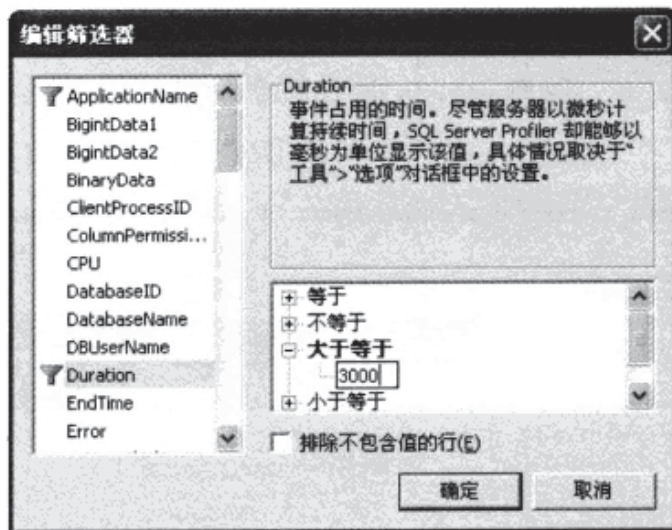 编辑筛选器
ApplicationName
BigintData1
BigintData2
BinaryData
ClientProcessID
ColumnPermissi...
CPU
DatabaseID
DatabaseName
DBUserName
Duration
EndTime
Error
Duration
事件占用的时间。尽管服务器以微秒计
算持续时间，SQL Server Profiler 却能够以
毫秒为单位显示该值，具体情况取决于“
工具”>“选项”对话框中的设置。
等于
不等于
大于等于
3000
小于等于
排除不包含值的行(E)
确定
取消